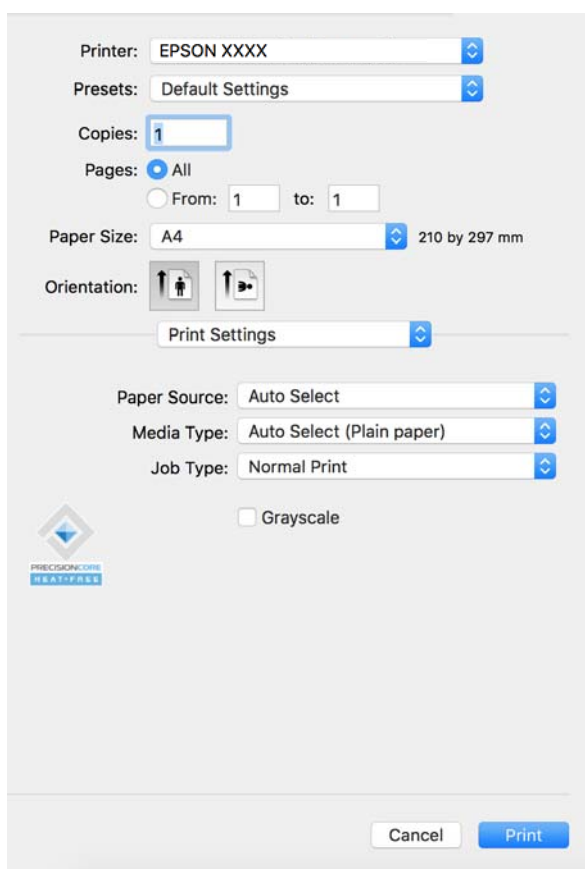 Printer: EPSON XXXX
Presets: Default Settings
Copies: 1
Pages: All
From: 1 to: 1
Paper Size: A4 210 by 297 mm
Orientation:
Print Settings
Paper Source: Auto Select
Media Type: Auto Select (Plain paper)
Job Type: Normal Print
Grayscale
PRECISIONCORE
HEAT-FREE
Cancel Print